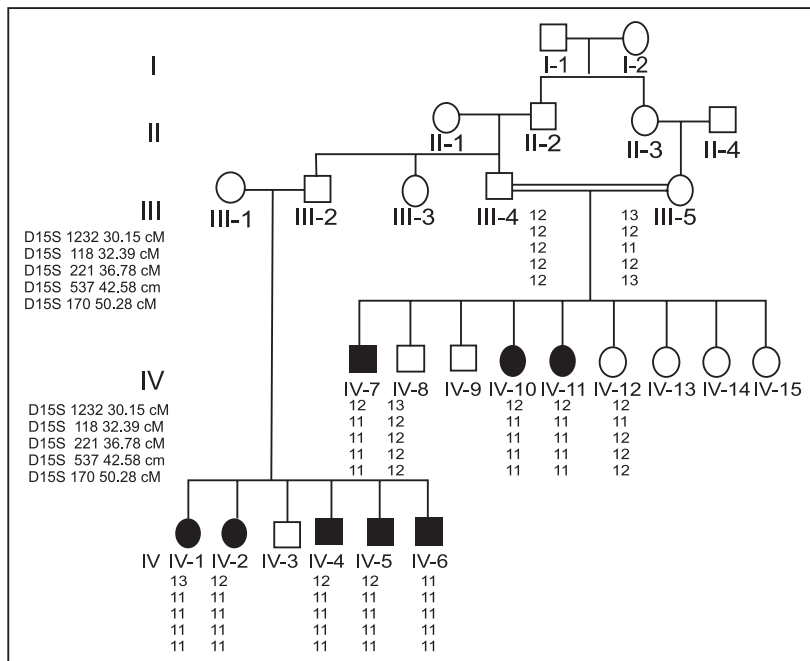 I
I-1 I-2
II
II-1 II-2 II-3 II-4
III
III-1 III-2 III-3 III-4 III-5
D15S 1232 30.15 cM 12 13
D15S 118 32.39 cM 12 12
D15S 221 36.78 cM 12 11
D15S 537 42.58 cm 12 12
D15S 170 50.28 cM 12 13
IV
IV-7 IV-8 IV-9 IV-10 IV-11 IV-12 IV-13 IV-14 IV-15
D15S 1232 30.15 cM 12 13 12 12 12
D15S 118 32.39 cM 11 12 11 11 11
D15S 221 36.78 cM 11 12 11 11 11
D15S 537 42.58 cm 11 12 11 11 12
D15S 170 50.28 cM 11 12 11 11 12
IV IV-1 IV-2 IV-3 IV-4 IV-5 IV-6
13 12 12 12 11
11 11 11 11 11
11 11 11 11 11
11 11 11 11 11
11 11 11 11 11